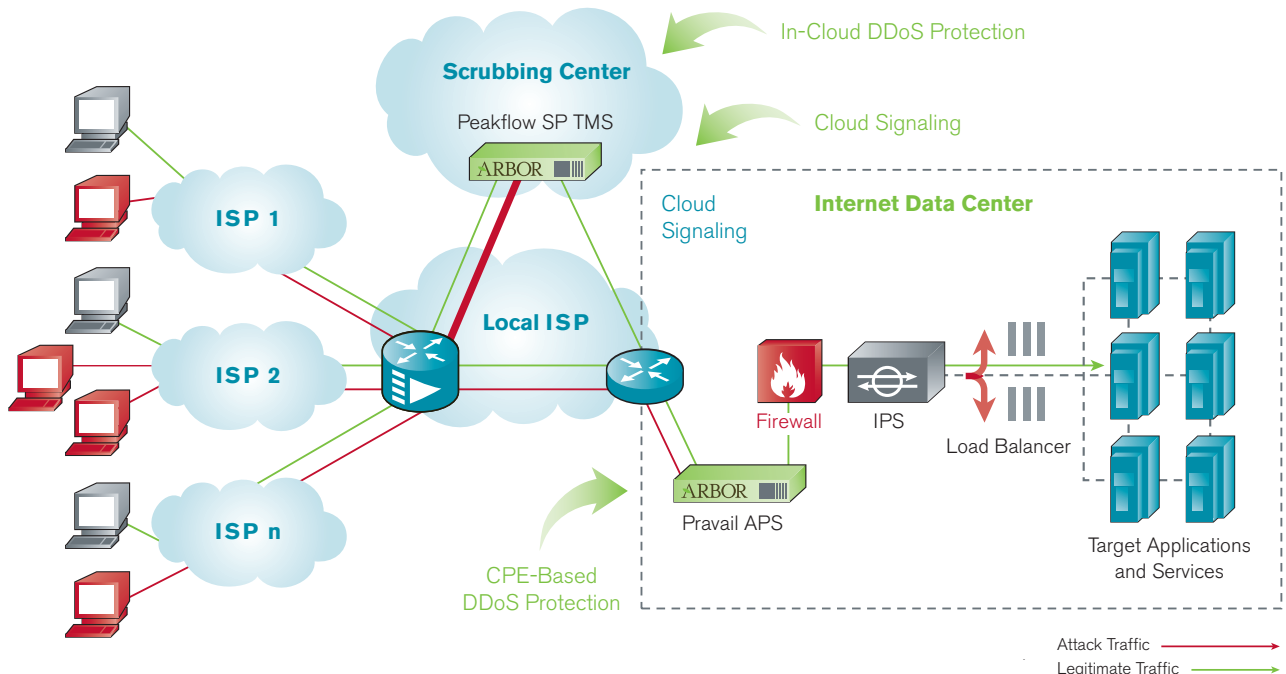 In-Cloud DDoS Protection
Scrubbing Center
Peakflow SP TMS
Cloud Signaling
ARBOR
Cloud
Signaling
Internet Data Center
ISP 1
Local ISP
ISP 2
Firewall
IPS
Load Balancer
ARBOR
Pravail APS
ISP n
Target Applications
and Services
CPE-Based
DDoS Protection
Attack Traffic
Legitimate Traffic